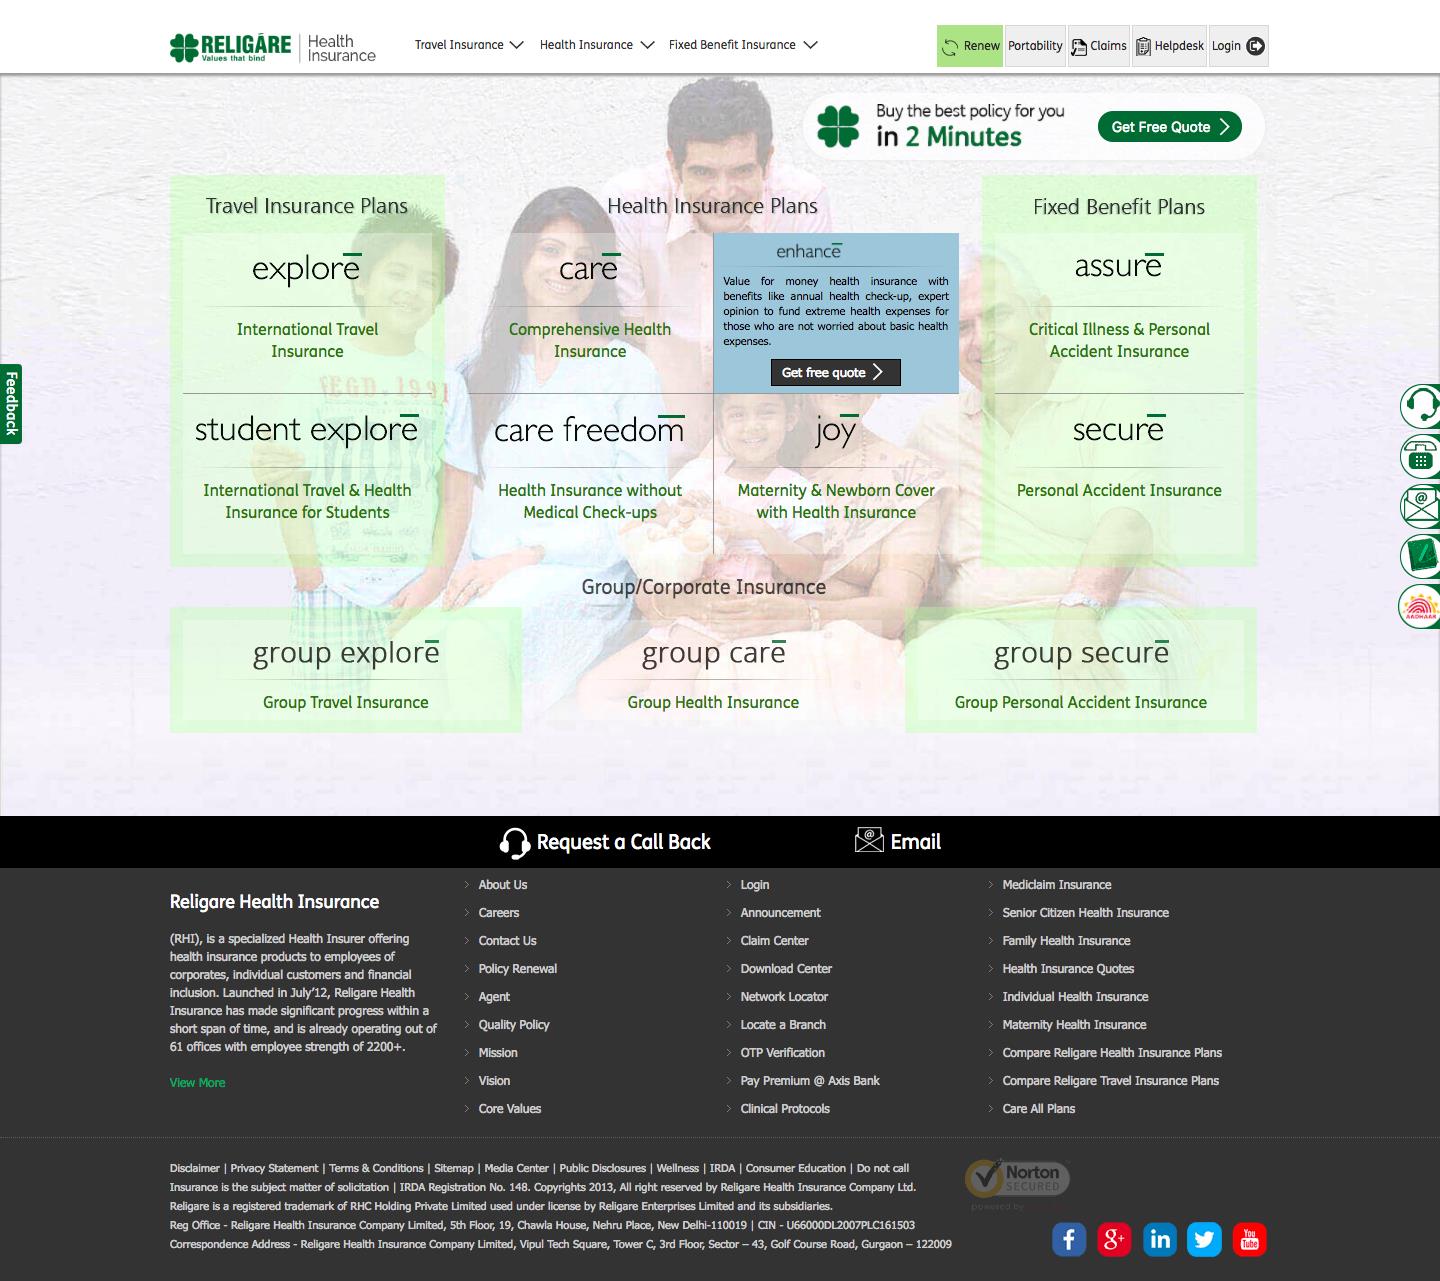 RELIGARE
Values that bind
Health
Insurance
Travel Insurance
Health Insurance
Fixed Benefit Insurance
Renew
Portability
Claims
Helpdesk
Login
Buy the best policy for you
in 2 Minutes
Get Free Quote
Travel Insurance Plans
explore
International Travel
Insurance
student explore
International Travel & Health
Insurance for Students
Health Insurance Plans
care
Comprehensive Health
Insurance
enhance
Value for money health insurance with
benefits like annual health check-up, expert
opinion to fund extreme health expenses for
those who are not worried about basic health
expenses.
Get free quote
care freedom
Health Insurance without
Medical Check-ups
joy
Maternity & Newborn Cover
with Health Insurance
Fixed Benefit Plans
assure
Critical Illness & Personal
Accident Insurance
secure
Personal Accident Insurance
Feedback
AADHAAR
Group/Corporate Insurance
group explore
Group Travel Insurance
group care
Group Health Insurance
group secure
Group Personal Accident Insurance
Request a Call Back
Email
Religare Health Insurance
(RHI), is a specialized Health Insurer offering
health insurance products to employees of
corporates, individual customers and financial
inclusion. Launched in July'12, Religare Health
Insurance has made significant progress within a
short span of time, and is already operating out of
61 offices with employee strength of 2200+.
View More
About Us
Careers
Contact Us
Policy Renewal
Agent
Quality Policy
Mission
Vision
Core Values
Login
Announcement
Claim Center
Download Center
Network Locator
Locate a Branch
OTP Verification
Pay Premium @ Axis Bank
Clinical Protocols
Mediclaim Insurance
Senior Citizen Health Insurance
Family Health Insurance
Health Insurance Quotes
Individual Health Insurance
Maternity Health Insurance
Compare Religare Health Insurance Plans
Compare Religare Travel Insurance Plans
Care All Plans
Disclaimer | Privacy Statement | Terms & Conditions | Sitemap | Media Center | Public Disclosures | Wellness | IRDA | Consumer Education | Do not call
Insurance is the subject matter of solicitation | IRDA Registration No. 148. Copyrights 2013, All right reserved by Religare Health Insurance Company Ltd.
Religare is a registered trademark of RHC Holding Private Limited used under license by Religare Enterprises Limited and its subsidiaries.
Reg Office - Religare Health Insurance Company Limited, 5th Floor, 19, Chawla House, Nehru Place, New Delhi-110019 | CIN - U66000DL2007PLC161503
Correspondence Address - Religare Health Insurance Company Limited, Vipul Tech Square, Tower C, 3rd Floor, Sector – 43, Golf Course Road, Gurgaon – 122009
Norton
SECURED
powered by
f
g+
in
You
Tube